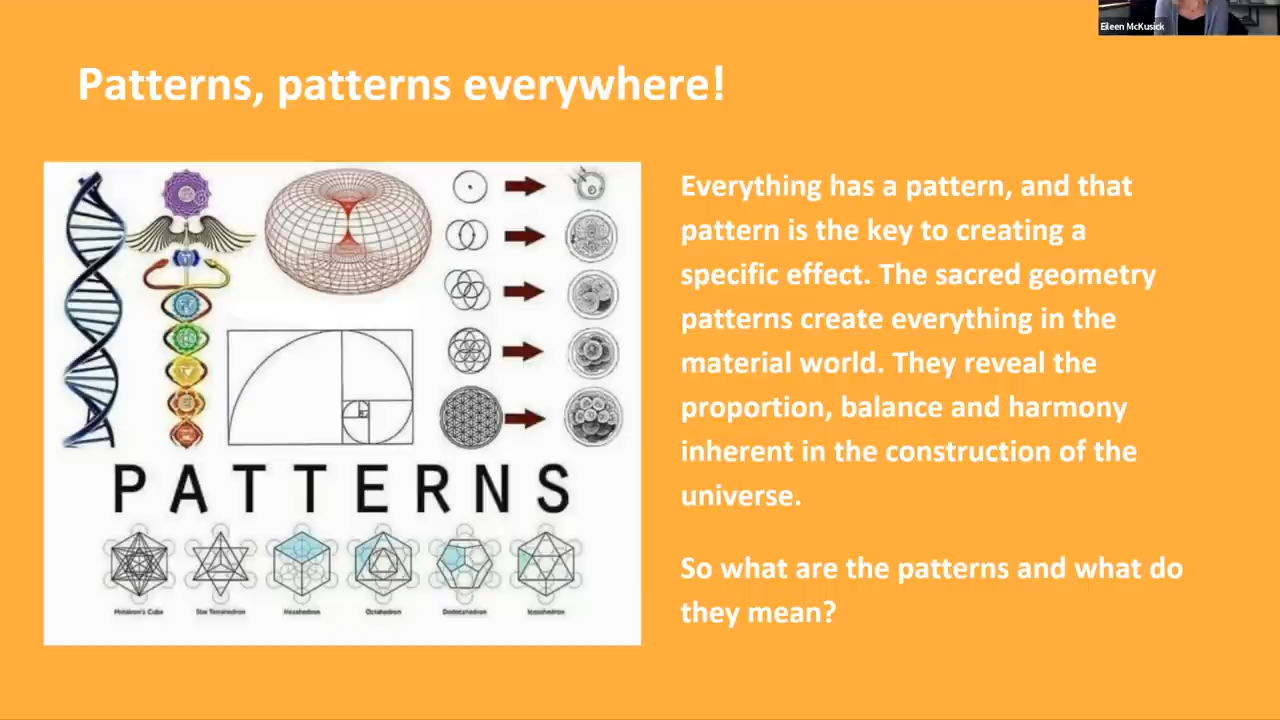 Eileen McKusick
Patterns, patterns everywhere!
Everything has a pattern, and that
pattern is the key to creating a
specific effect. The sacred geometry
patterns create everything in the
material world. They reveal the
proportion, balance and harmony
inherent in the construction of the
universe.
So what are the patterns and what do
they mean?
PATTERNS
Metatron's Cube
Star Tetrahedron
Hexahedron
Octahedron
Dodecahedron
Icosahedron